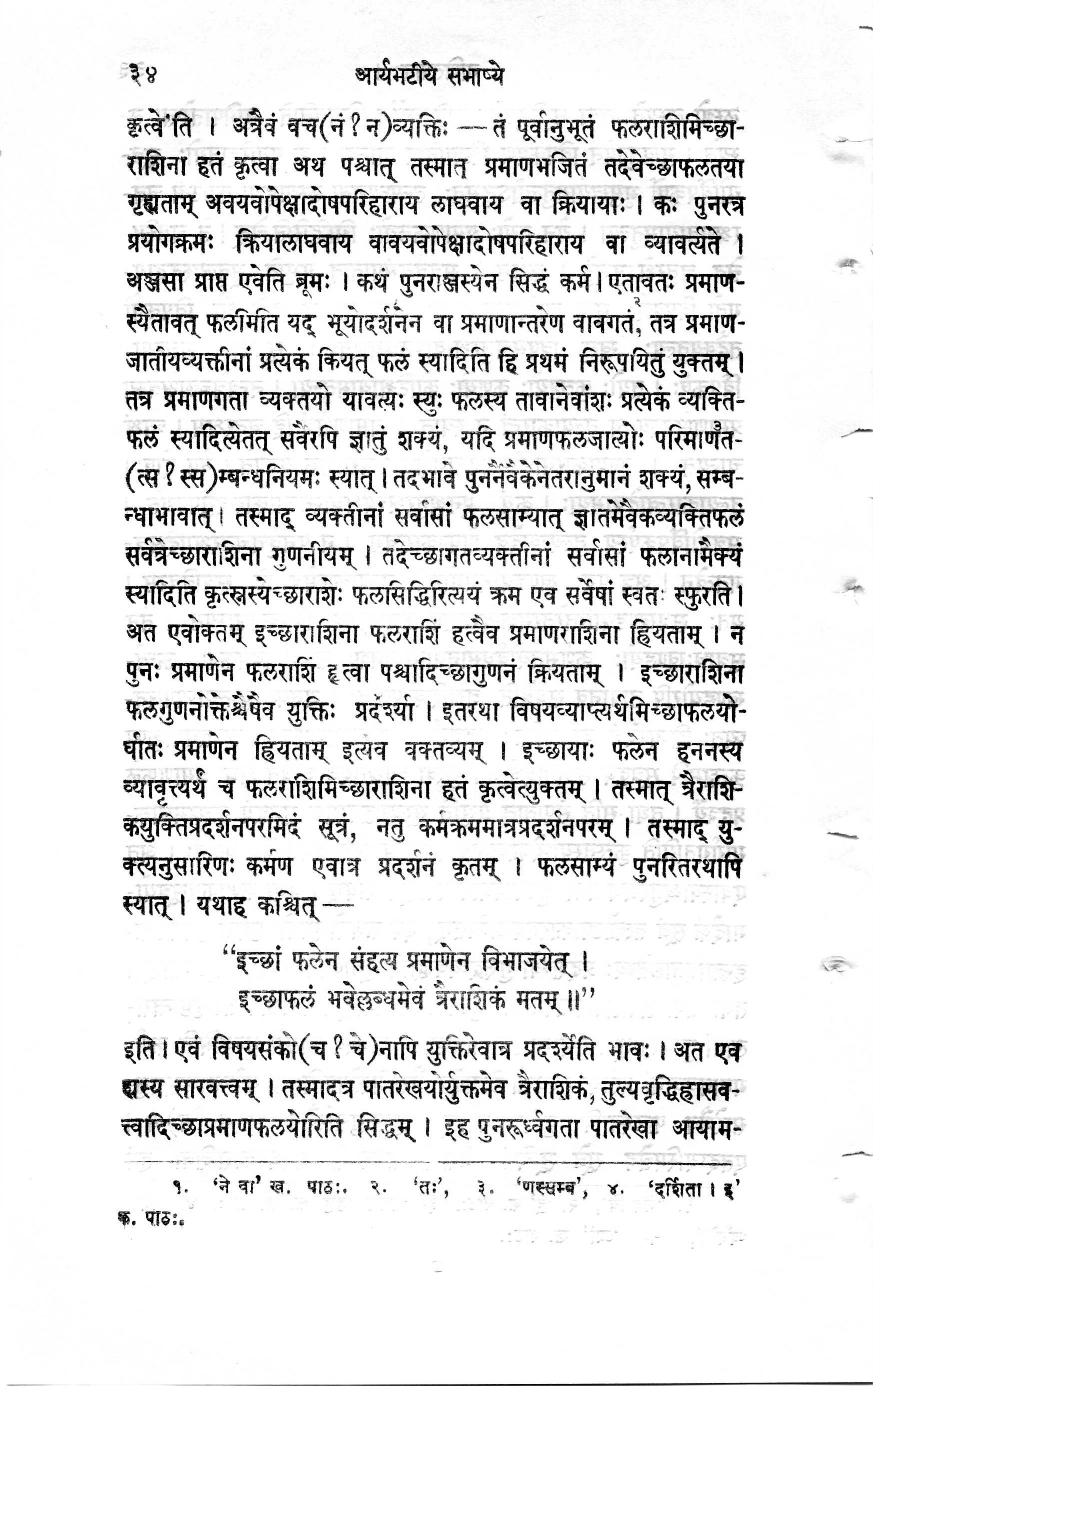 ३४ आर्यभटीये सभाष्ये
कृत्वे'ति । अत्रैवं वच(नं ? न)व्यक्तिः — तं पूर्वानुभूतं फलराशिमिच्छा-
राशिना हतं कृत्वा अथ पश्चात् तस्मात् प्रमाणभजितं तदेवेच्छाफलतया
गृह्यताम् अवयवोपेक्षादोषपरिहाराय लाघवाय वा क्रियायाः । कः पुनरत्र
प्रयोगक्रमः क्रियालाघवाय वावयवोपेक्षादोषपरिहाराय वा व्यावर्त्यते ।
अञ्जसा प्राप्त एवेति ब्रूमः । कथं पुनराञ्जस्येन सिद्धं कर्म । एतावतः प्रमाण-
स्यैतावत् फलमिति यद् भूयोदर्शनेन१ वा प्रमाणान्तरेण वावगतं२, तत्र प्रमाण-
जातीयव्यक्तीनां प्रत्येकं कियत् फलं स्यादिति हि प्रथमं निरूपयितुं युक्तम् ।
तत्र प्रमाणगता व्यक्तयो यावत्यः स्युः फलस्य तावानेवांशः प्रत्येकं व्यक्ति-
फलं स्यादित्येतत् सर्वैरपि ज्ञातुं शक्यं, यदि प्रमाणफलजात्योः परिमाणत३-
(त्स ? स्स)म्बन्धनियमः स्यात् । तदभावे पुनर्नैवैकेनेतरानुमानं शक्यं, सम्ब-
न्धाभावात् । तस्माद् व्यक्तीनां सर्वासां फलसाम्यात् ज्ञातमेवैकव्यक्तिफलं
सर्वत्रेच्छाराशिना गुणनीयम् । तदेच्छागतव्यक्तीनां सर्वासां फलानामैक्यं
स्यादिति कृत्स्नस्येच्छाराशेः फलसिद्धिरित्ययं क्रम एव सर्वेषां स्वतः स्फुरति ।
अत एवोक्तम् इच्छाराशिना फलराशिं हत्वैव प्रमाणराशिना ह्रियताम् । न
पुनः प्रमाणेन फलराशिं हृत्वा पश्चादिच्छागुणनं क्रियताम् । इच्छाराशिना
फलगुणनोक्तेश्चैषैव युक्तिः प्रदर्श्या४ । इतरथा विषयव्याप्त्यर्थमिच्छाफलयो-
र्घातः प्रमाणेन ह्रियताम् इत्येव वक्तव्यम् । इच्छायाः फलेन हननस्य
व्यावृत्त्यर्थं च फलराशिमिच्छाराशिना हतं कृत्वेत्युक्तम् । तस्मात् त्रैराशि-
कयुक्तिप्रदर्शनपरमिदं सूत्रं, नतु कर्मक्रममात्रप्रदर्शनपरम् । तस्माद् यु-
क्त्यनुसारिणः कर्मण एवात्र प्रदर्शनं कृतम् । फलसाम्यं पुनरितरथापि
स्यात् । यथाह कश्चित् —
“इच्छां फलेन संहत्य प्रमाणेन विभाजयेत् ।
इच्छाफलं भवेल्लब्धमेवं त्रैराशिकं मतम् ॥”
इति । एवं विषयसंको(च ? चे)नापि युक्तिरेवात्र प्रदर्श्येति भावः । अत एव
ह्यस्य सारवत्त्वम् । तस्मादत्र पातरेखयोर्युक्तमेव त्रैराशिकं, तुल्यवृद्धिह्रासव-
त्त्वादिच्छाप्रमाणफलयोरिति सिद्धम् । इह पुनरूर्ध्वगता पातरेखा आयाम-
१. ‘ने वा’ ख. पाठः. २. ‘तः’, ३. ‘णस्सम्ब’, ४. ‘दर्शिता । इ’
क. पाठः.